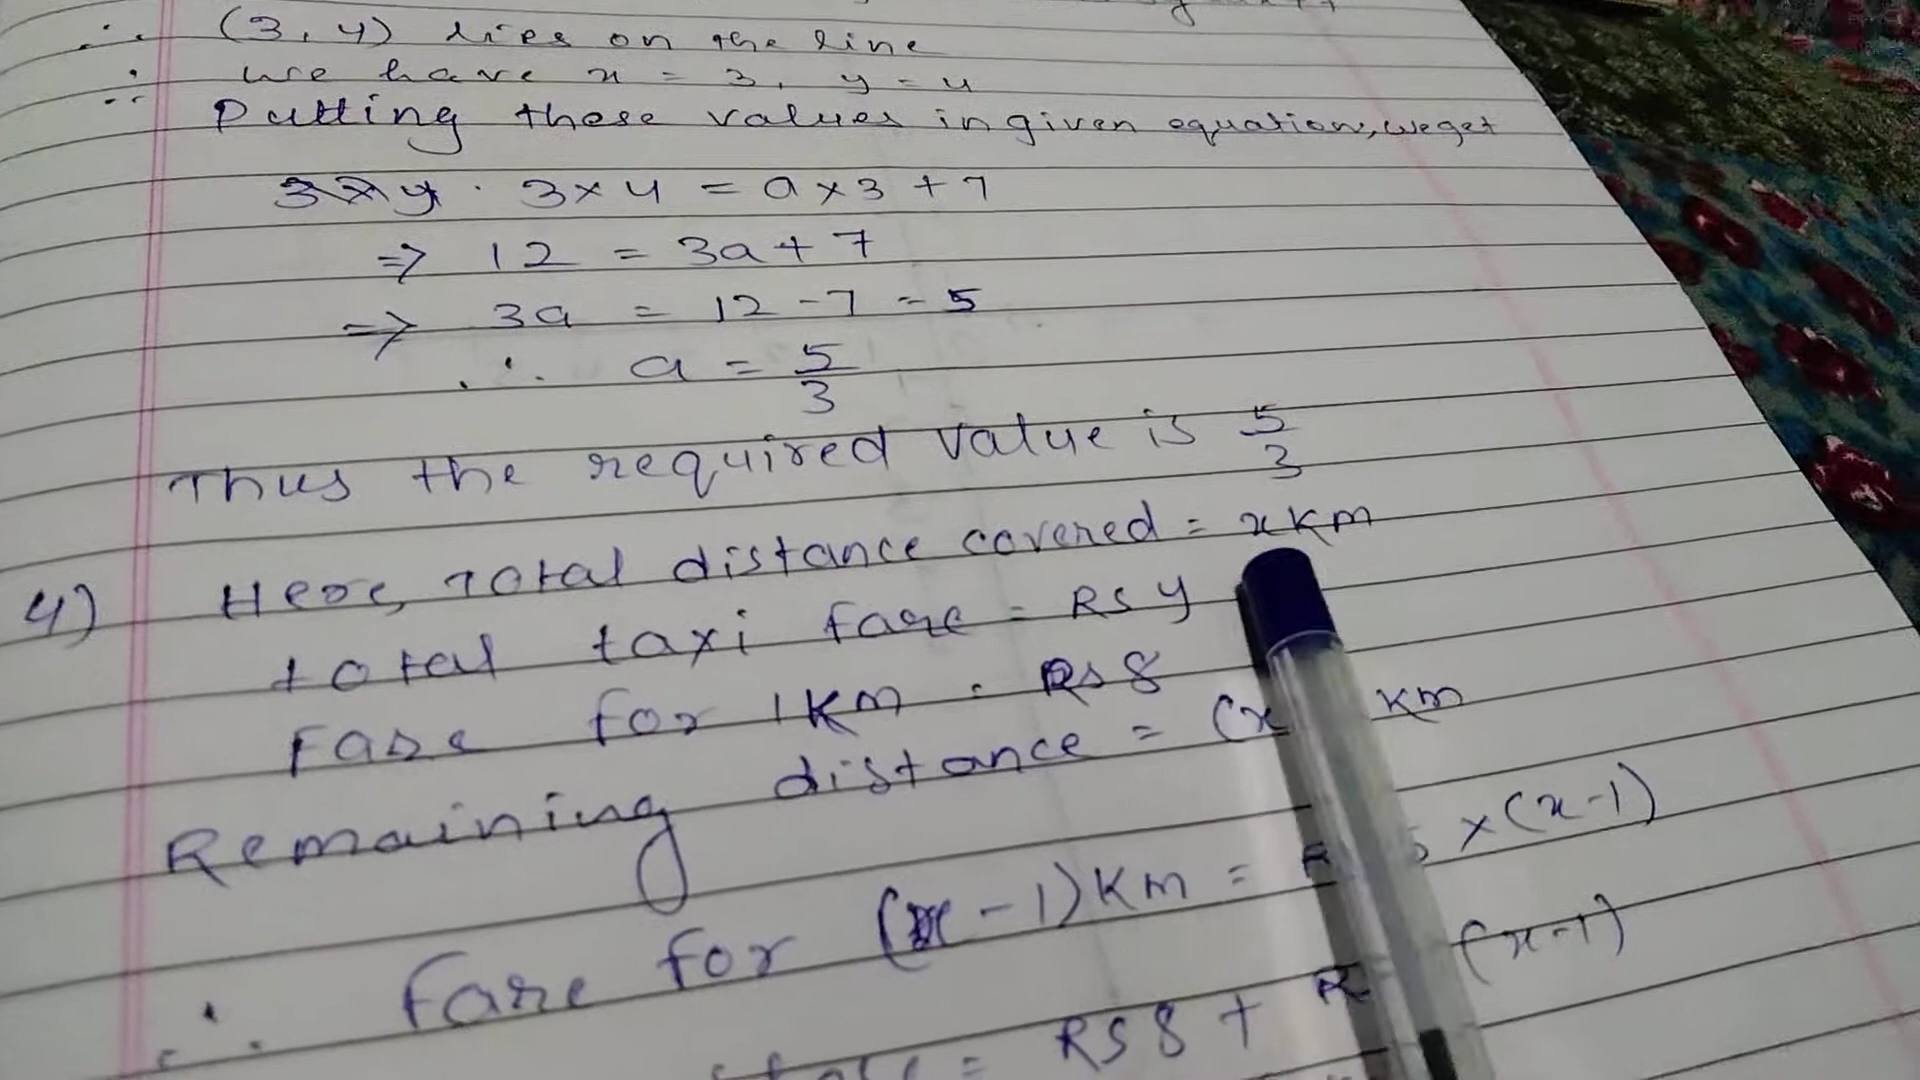 ∴ (3, 4) lies on the line
∵ we have x = 3, y = 4
Putting these values in given equation, we get
3 × 4 = a × 3 + 7
⇒ 12 = 3a + 7
⇒ 3a = 12 - 7 = 5
∴ a = 5/3
Thus the required value is 5/3
4) Here, total distance covered = x km
total taxi fare = RS y
Fare for 1 KM = Rs 8
Remaining distance = (x km
∴ fare for (x - 1) KM = × (x - 1)
= RS 8 + (x - 1)